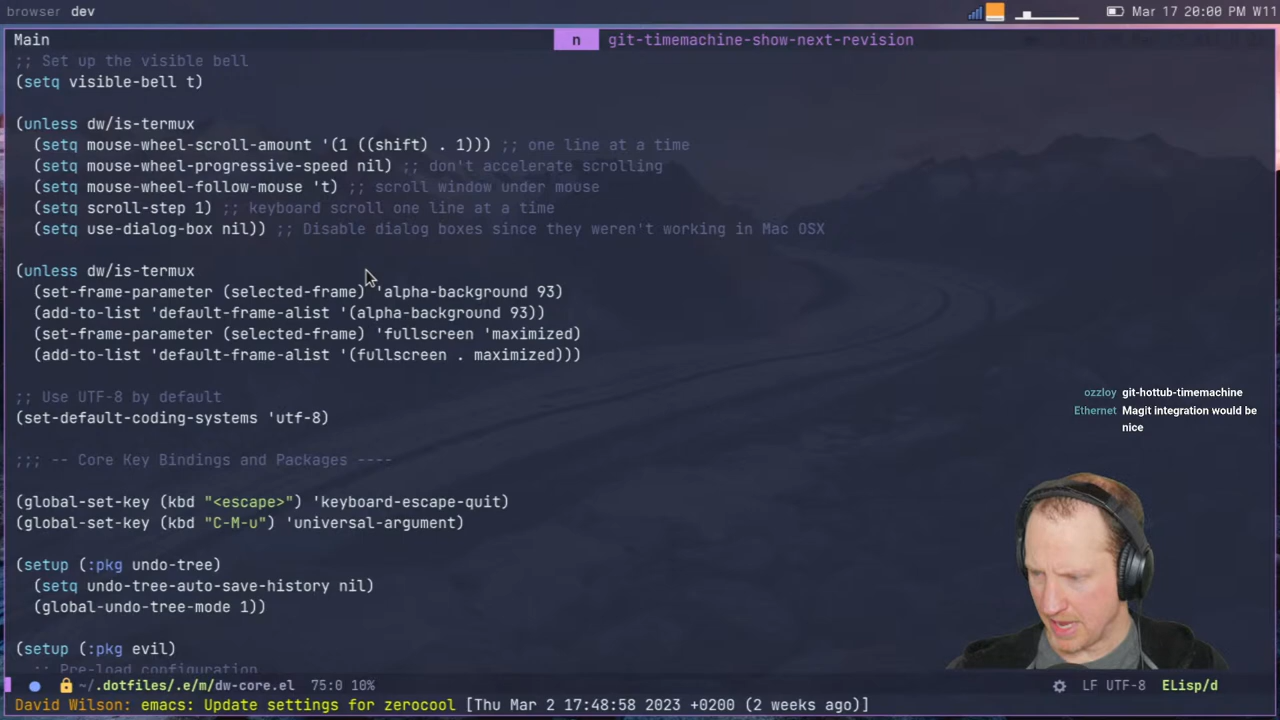 browser dev
Mar 17 20:00 PM W11
Main
n git-timemachine-show-next-revision
;; Set up the visible bell
(setq visible-bell t)
(unless dw/is-termux
(setq mouse-wheel-scroll-amount '(1 ((shift) . 1))) ;; one line at a time
(setq mouse-wheel-progressive-speed nil) ;; don't accelerate scrolling
(setq mouse-wheel-follow-mouse 't) ;; scroll window under mouse
(setq scroll-step 1) ;; keyboard scroll one line at a time
(setq use-dialog-box nil)) ;; Disable dialog boxes since they weren't working in Mac OSX
(unless dw/is-termux
(set-frame-parameter (selected-frame) 'alpha-background 93)
(add-to-list 'default-frame-alist '(alpha-background 93))
(set-frame-parameter (selected-frame) 'fullscreen 'maximized)
(add-to-list 'default-frame-alist '(fullscreen . maximized)))
;; Use UTF-8 by default
(set-default-coding-systems 'utf-8)
ozzloy git-hottub-timemachine
Ethernet Magit integration would be
nice
;;; -- Core Key Bindings and Packages ----
(global-set-key (kbd "<escape>") 'keyboard-escape-quit)
(global-set-key (kbd "C-M-u") 'universal-argument)
(setup (:pkg undo-tree)
(setq undo-tree-auto-save-history nil)
(global-undo-tree-mode 1))
(setup (:pkg evil)
;; Pre-load configuration
~/.dotfiles/.e/m/dw-core.el 75:0 10%
LF UTF-8 ELisp/d
David Wilson: emacs: Update settings for zerocool [Thu Mar 2 17:48:58 2023 +0200 (2 weeks ago)]